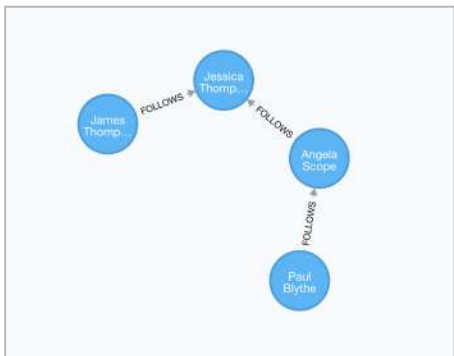 Jessica
Thomp...
FOLLOWS
James
Thomp...
FOLLOWS
Angela
Scope
FOLLOWS
Paul
Blythe